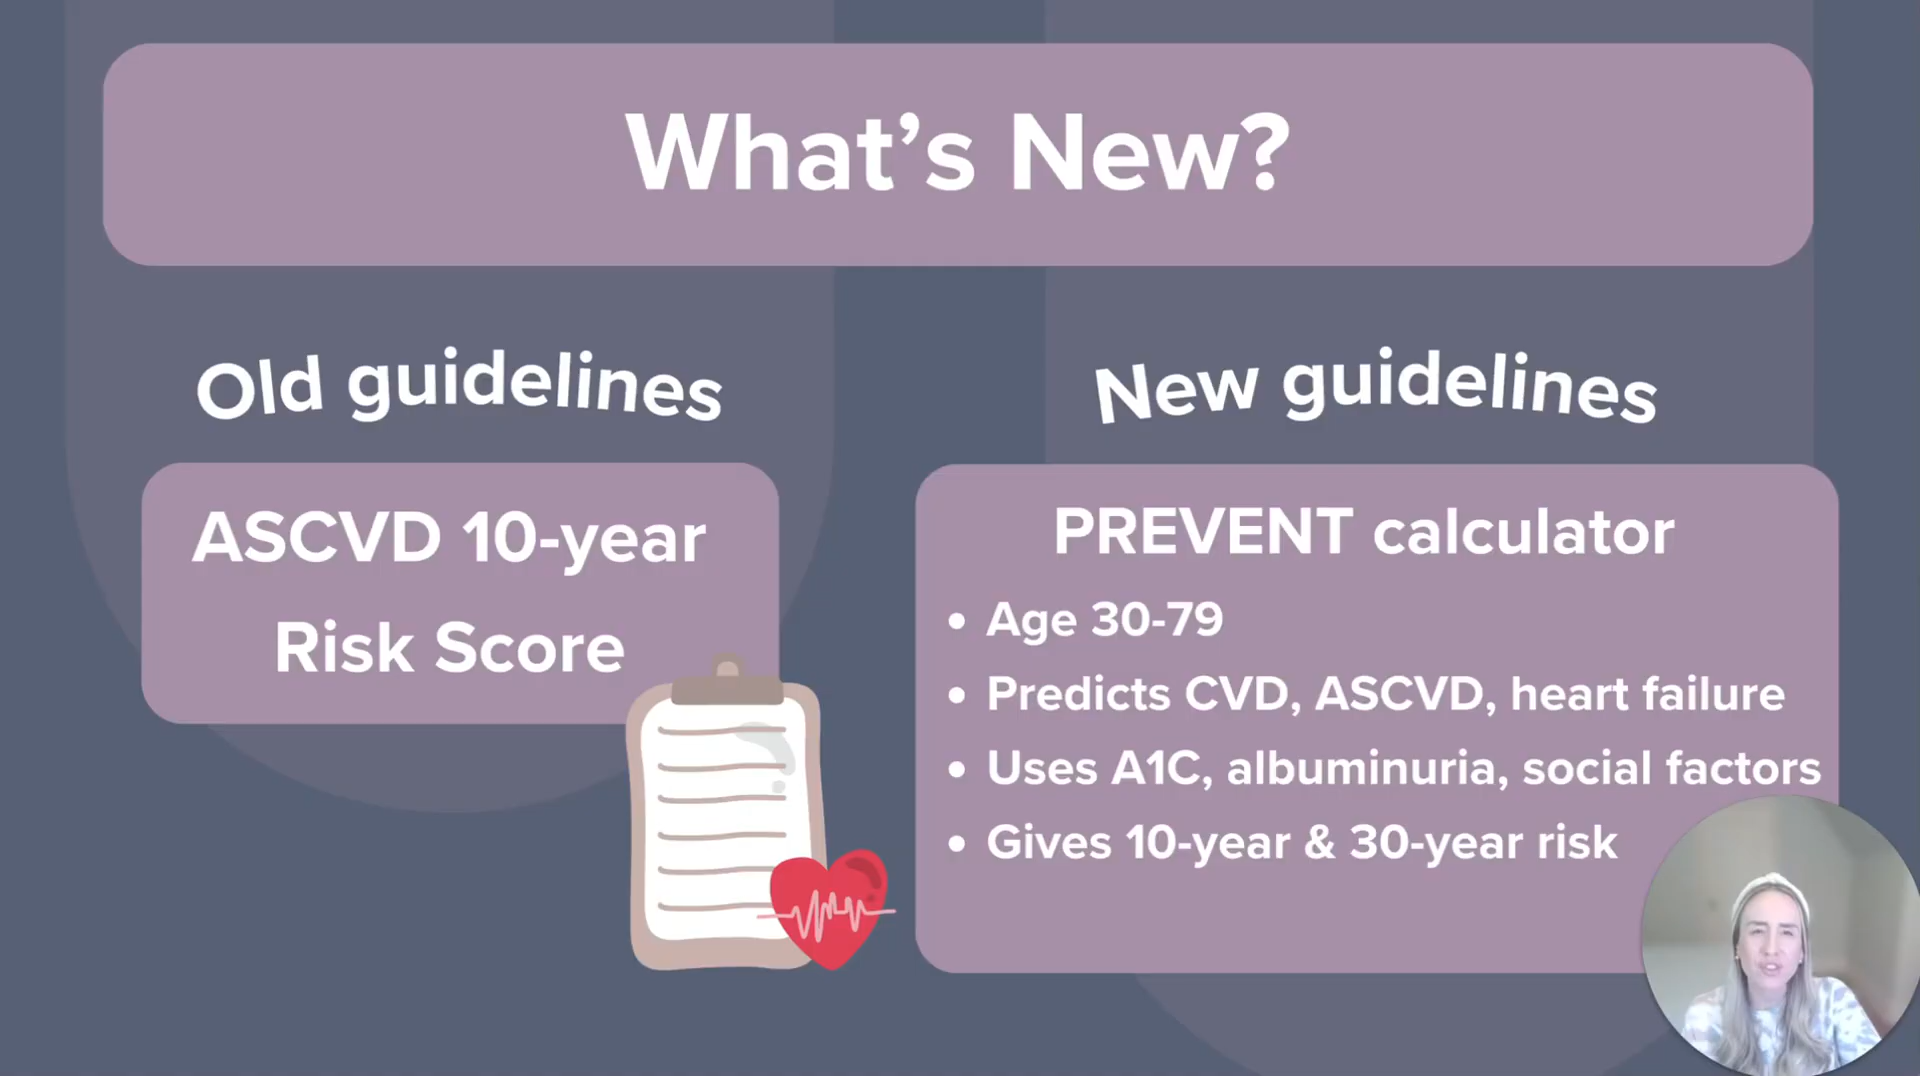 What’s New?
Old guidelines
ASCVD 10-year
Risk Score
New guidelines
PREVENT calculator
• Age 30-79
• Predicts CVD, ASCVD, heart failure
• Uses A1C, albuminuria, social factors
• Gives 10-year & 30-year risk